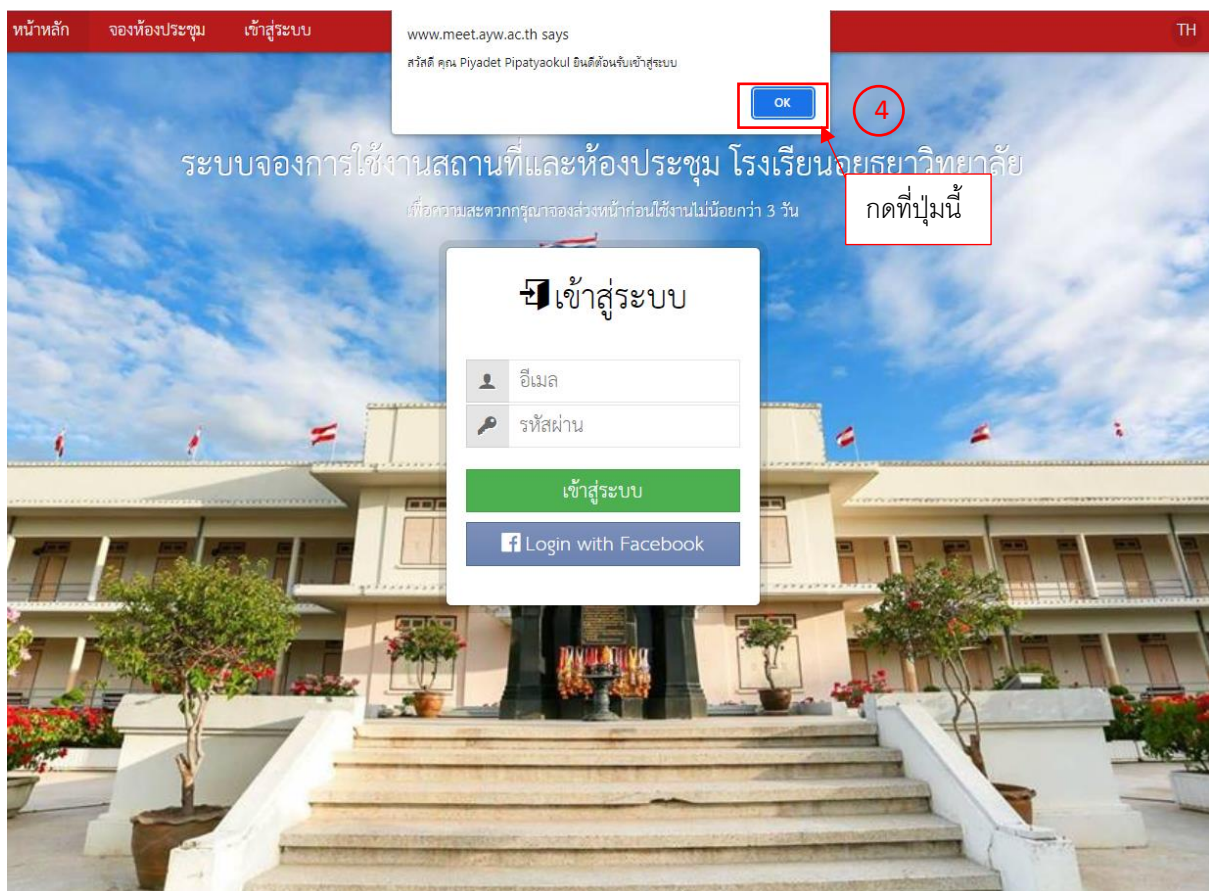 หน้าหลัก จองห้องประชุม เข้าสู่ระบบ TH
www.meet.ayw.ac.th says
สวัสดี คุณ Piyadet Pipatyaokul ยินดีต้อนรับเข้าสู่ระบบ
OK
4
ระบบจองการใช้งานสถานที่และห้องประชุม โรงเรียนอยุธยาวิทยาลัย
กดที่ปุ่มนี้
เพื่อความสะดวกกรุณาจองล่วงหน้าก่อนใช้งานไม่น้อยกว่า 3 วัน
เข้าสู่ระบบ
อีเมล
รหัสผ่าน
เข้าสู่ระบบ
Login with Facebook